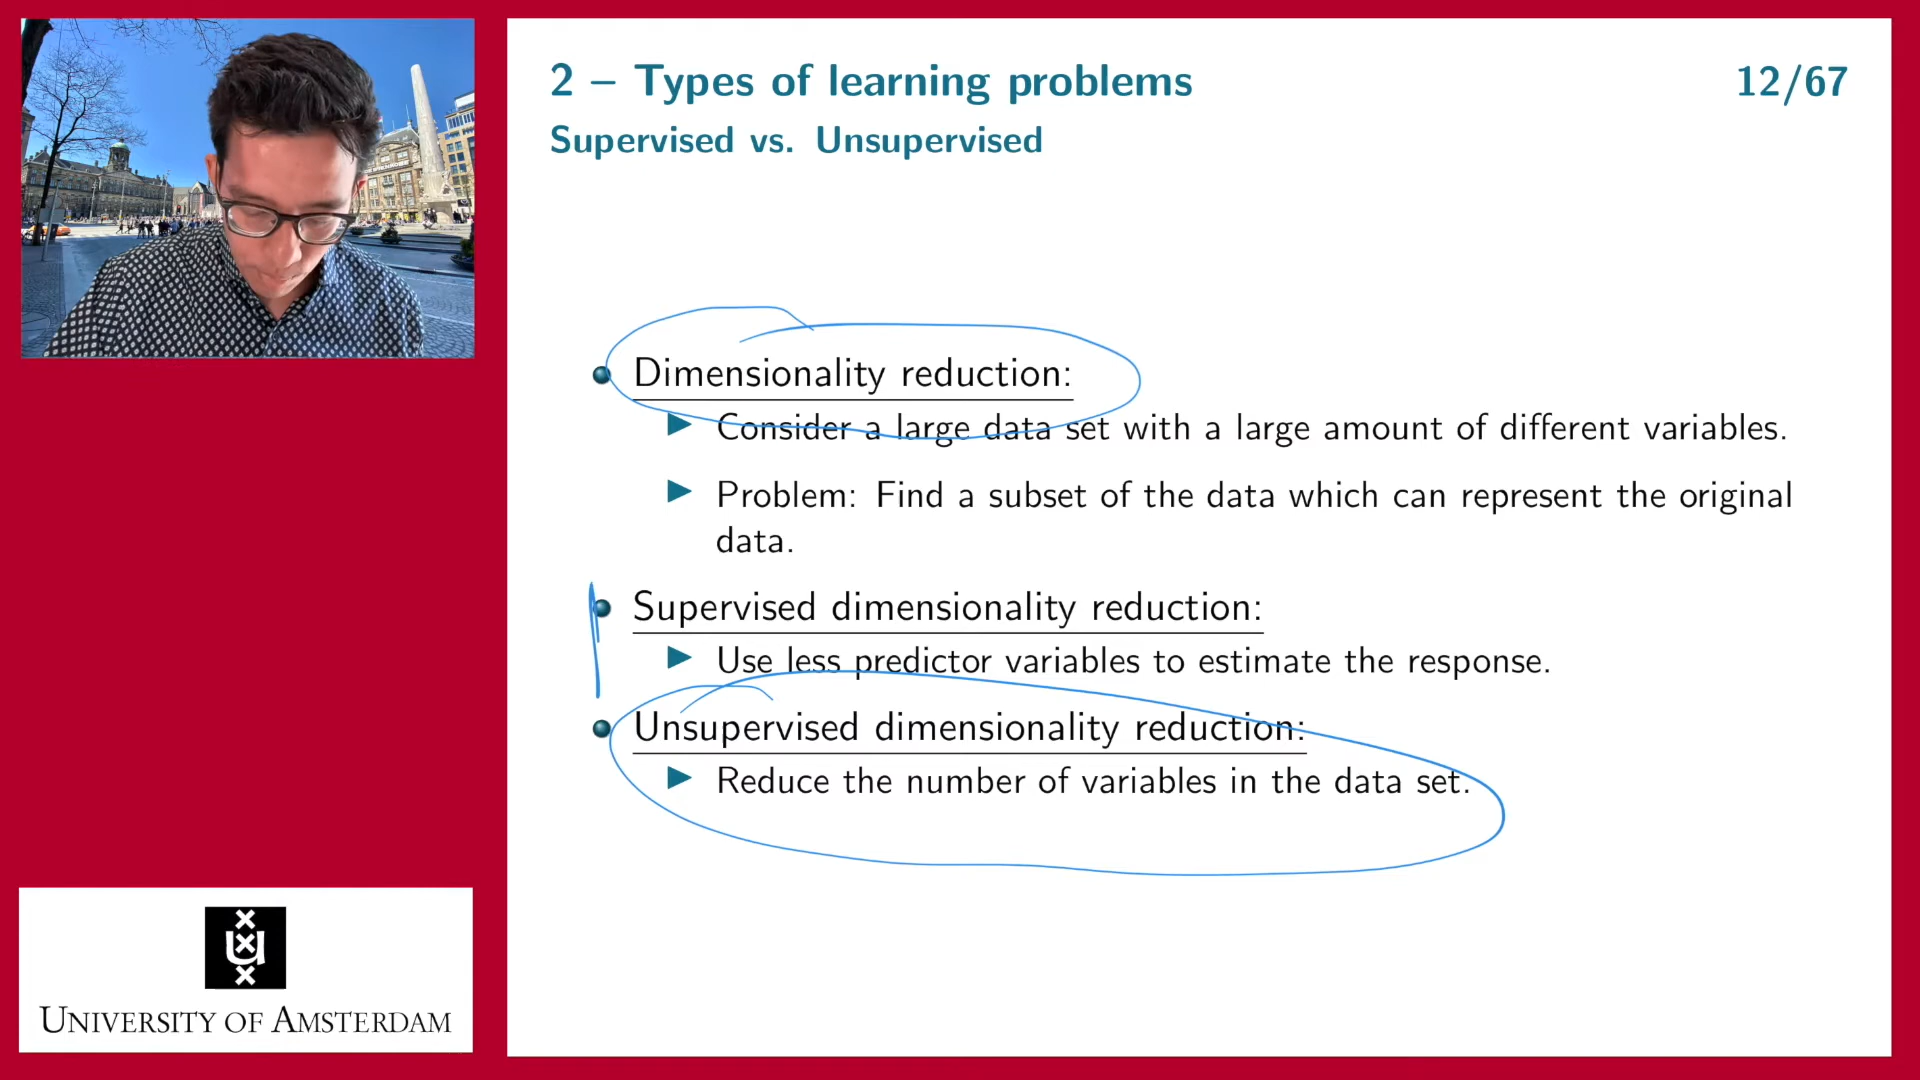 2 – Types of learning problems
12/67
Supervised vs. Unsupervised
Dimensionality reduction:
Consider a large data set with a large amount of different variables.
Problem: Find a subset of the data which can represent the original
data.
Supervised dimensionality reduction:
Use less predictor variables to estimate the response.
Unsupervised dimensionality reduction:
Reduce the number of variables in the data set.
UNIVERSITY OF AMSTERDAM